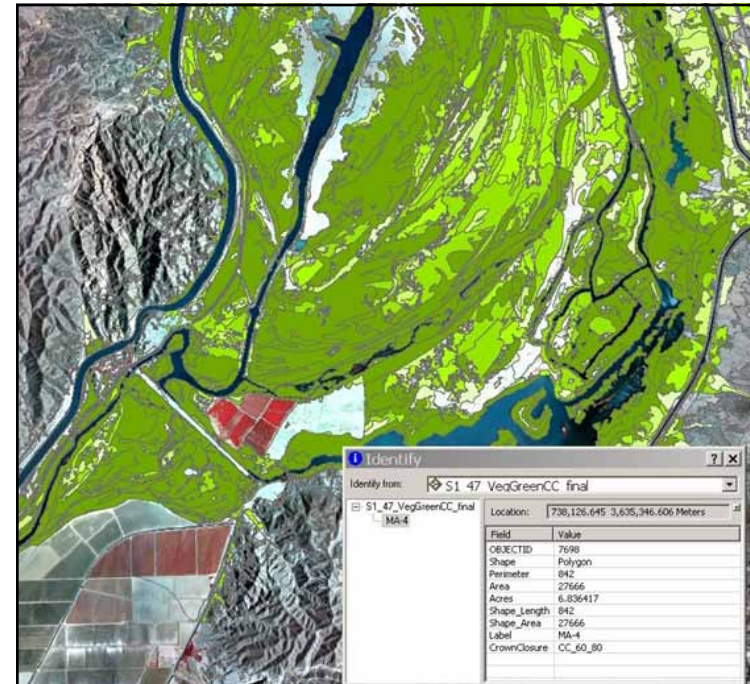 Identify
Identify from: S1_47_VegGreenCC_final
S1_47_VegGreenCC_final
MA-4
Location: 738,126.645 3,635,346.606 Meters
Field Value
OBJECTID 7698
Shape Polygon
Perimeter 842
Area 27666
Acres 6.836417
Shape_Length 842
Shape_Area 27666
Label MA-4
CrownClosure CC_60_80